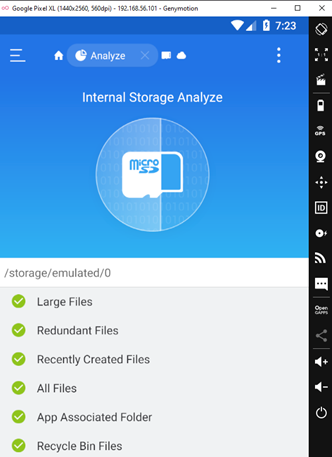 Google Pixel XL (1440x2560, 560dpi) - 192.168.56.101 - Genymotion
7:23
Analyze
Internal Storage Analyze
micro
SD
/storage/emulated/0
Large Files
Redundant Files
Recently Created Files
All Files
App Associated Folder
Recycle Bin Files
GPS
ID
Open
GAPPS